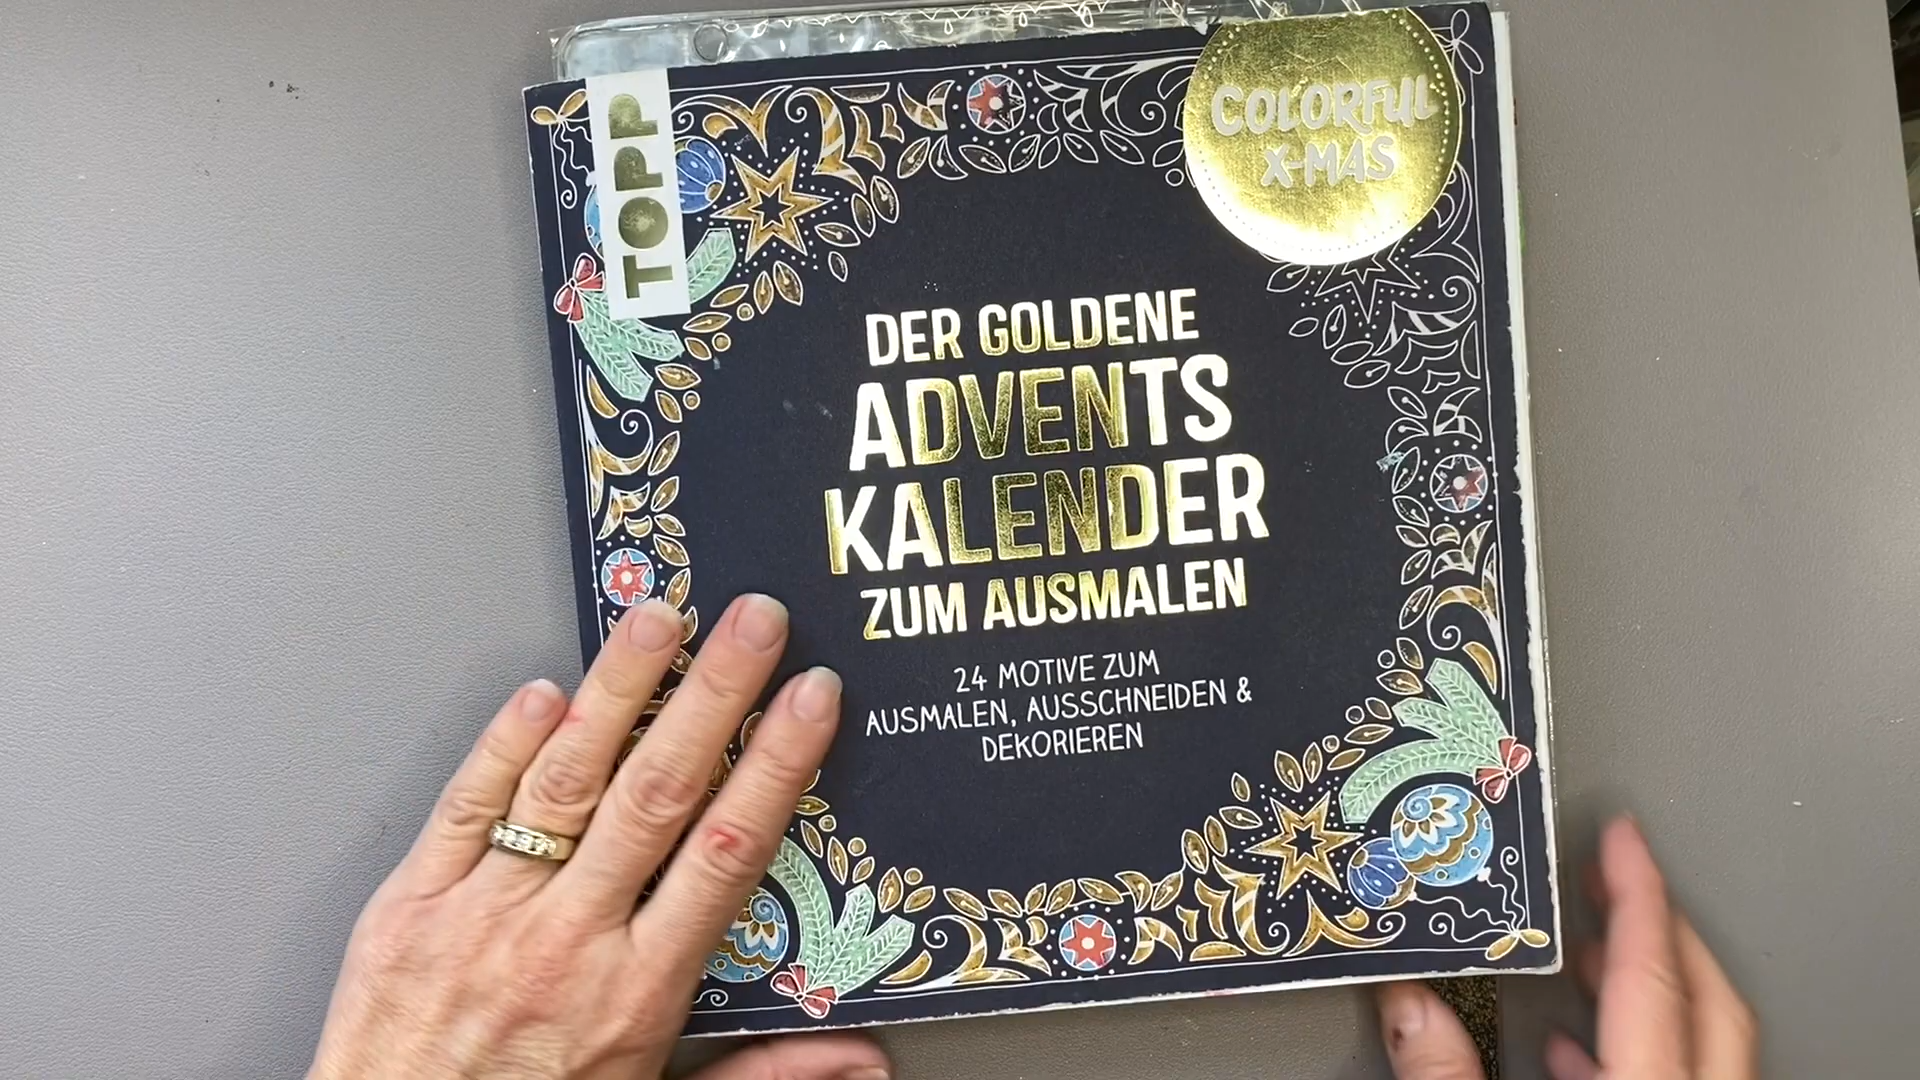 TOPP
COLORFUL
X-MAS
DER GOLDENE
ADVENTS
KALENDER
ZUM AUSMALEN
24 MOTIVE ZUM
AUSMALEN, AUSSCHNEIDEN &
DEKORIEREN